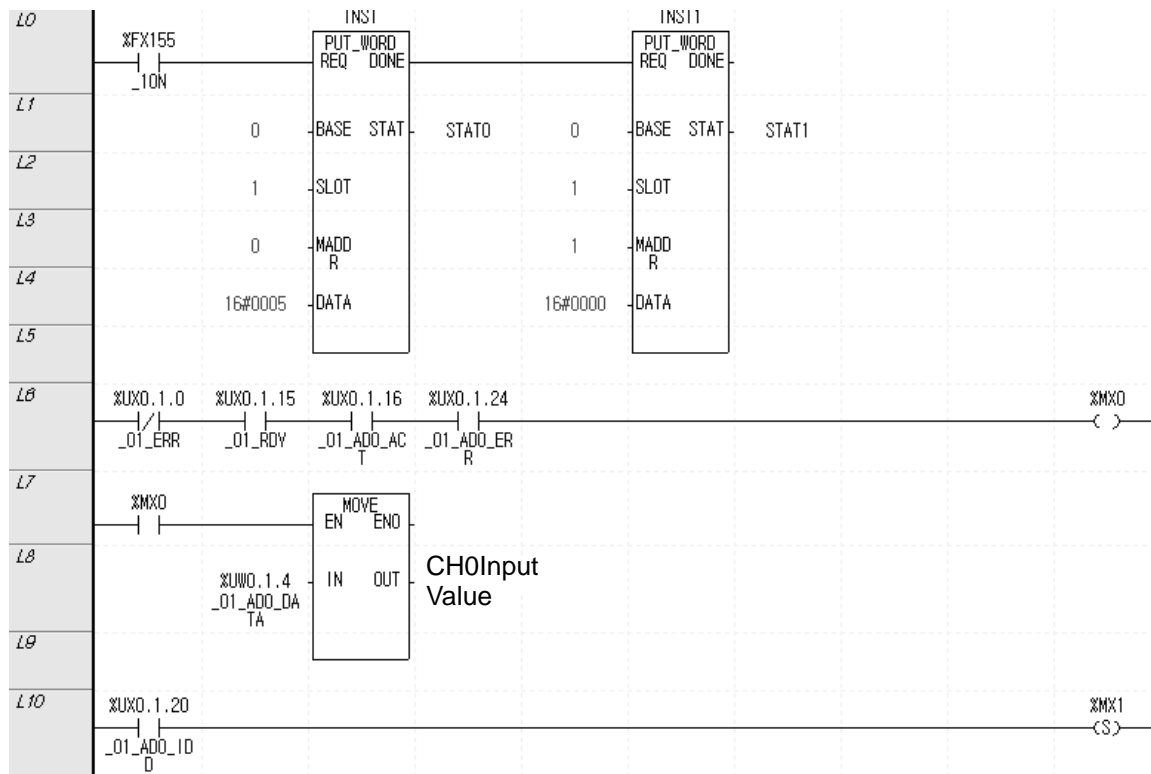 L0
INST INST1
%FX155 PUT_WORD PUT_WORD
REQ DONE REQ DONE
_1ON
L1
0 BASE STAT STAT0 0 BASE STAT STAT1
L2
1 SLOT 1 SLOT
L3
0 MADD 1 MADD
R R
L4
16#0005 DATA 16#0000 DATA
L5
L6
%UX0.1.0 %UX0.1.15 %UX0.1.16 %UX0.1.24 %MX0
_01_ERR _01_RDY _01_AD0_AC _01_AD0_ER
T R
L7
%MX0 MOVE
EN ENO
L8
%UW0.1.4 IN OUT CH0Input
_01_AD0_DA Value
TA
L9
L10
%UX0.1.20 %MX1
(S)
_01_AD0_ID
D